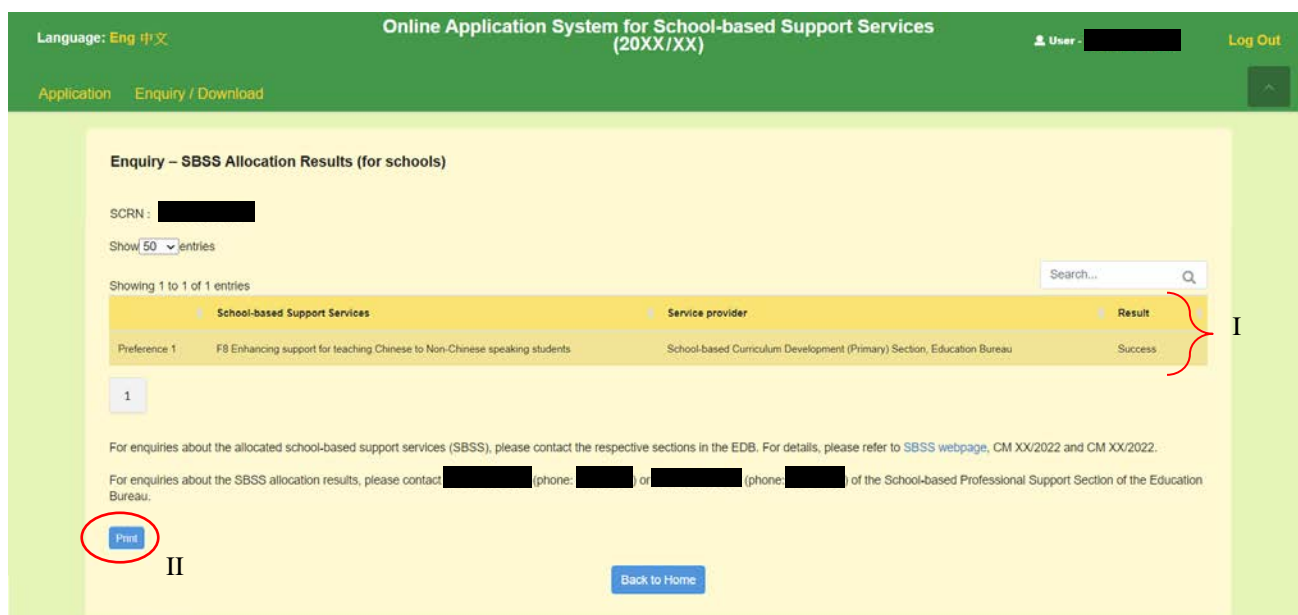 Language: Eng 中文
Online Application System for School-based Support Services
(20XX/XX)
User -
Log Out
Application Enquiry / Download
Enquiry – SBSS Allocation Results (for schools)
SCRN :
Show 50 entries
Search...
Showing 1 to 1 of 1 entries
School-based Support Services Service provider Result
I
Preference 1 F8 Enhancing support for teaching Chinese to Non-Chinese speaking students School-based Curriculum Development (Primary) Section, Education Bureau Success
1
For enquiries about the allocated school-based support services (SBSS), please contact the respective sections in the EDB. For details, please refer to SBSS webpage, CM XX/2022 and CM XX/2022.
For enquiries about the SBSS allocation results, please contact (phone: ) or (phone: ) of the School-based Professional Support Section of the Education
Bureau.
Print
II
Back to Home